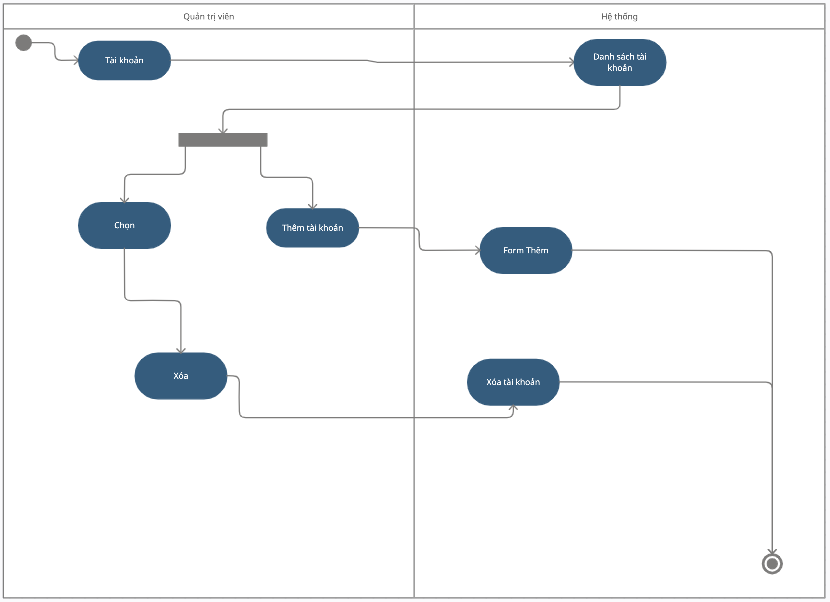 Quản trị viên
Hệ thống
Tài khoản
Danh sách tài
khoản
Chọn
Thêm tài khoản
Form Thêm
Xóa
Xóa tài khoản